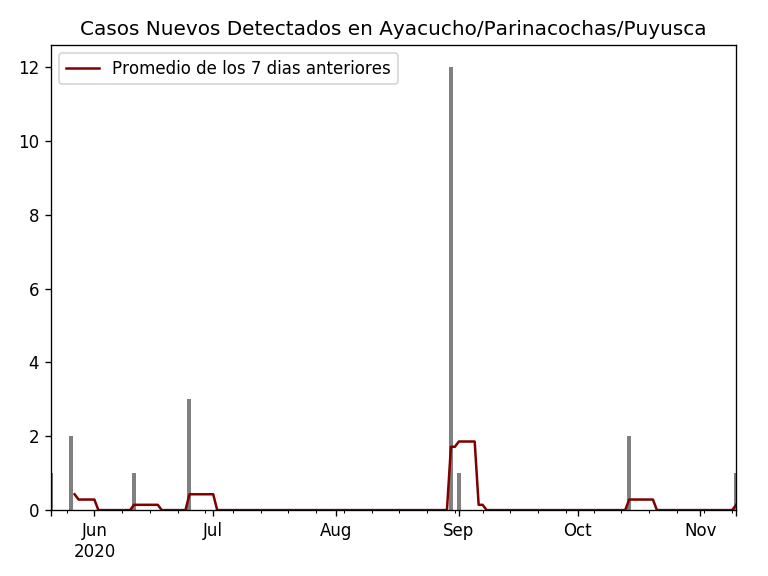 Casos Nuevos Detectados en Ayacucho/Parinacochas/Puyusca
Promedio de los 7 dias anteriores
12
10
8
6
4
2
0
Jun Jul Aug Sep Oct Nov
2020